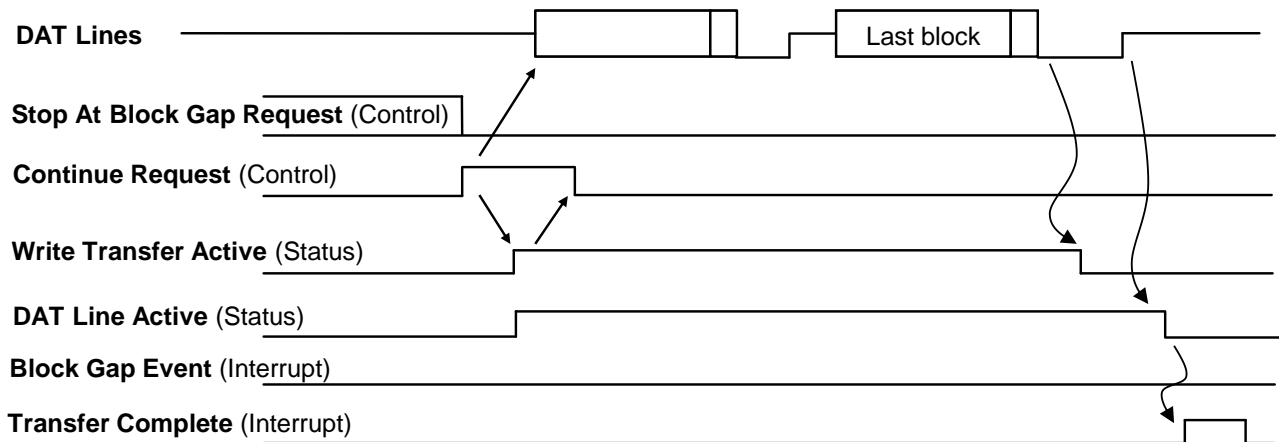 DAT Lines
Last block
Stop At Block Gap Request (Control)
Continue Request (Control)
Write Transfer Active (Status)
DAT Line Active (Status)
Block Gap Event (Interrupt)
Transfer Complete (Interrupt)